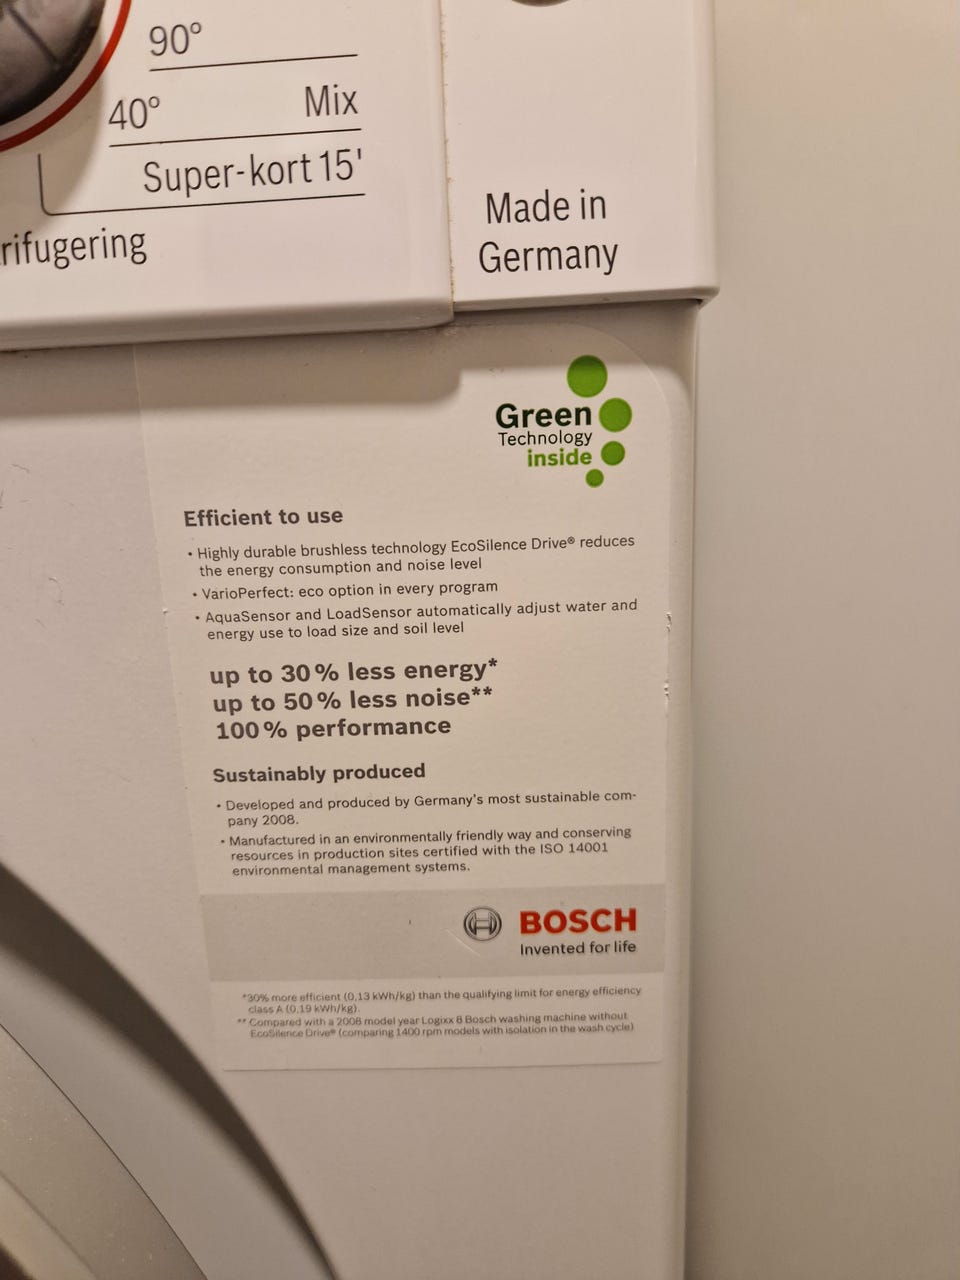 90°
40° Mix
Super-kort 15'
rifugering
Made in
Germany
Green
Technology
inside
Efficient to use
• Highly durable brushless technology EcoSilence Drive® reduces
the energy consumption and noise level
• VarioPerfect: eco option in every program
• AquaSensor and LoadSensor automatically adjust water and
energy use to load size and soil level
up to 30% less energy*
up to 50% less noise**
100% performance
Sustainably produced
• Developed and produced by Germany's most sustainable com-
pany 2008.
• Manufactured in an environmentally friendly way and conserving
resources in production sites certified with the ISO 14001
environmental management systems.
BOSCH
Invented for life
*30% more efficient (0,13 kWh/kg) than the qualifying limit for energy efficiency
class A (0,19 kWh/kg).
** Compared with a 2008 model year Logixx 8 Bosch washing machine without
EcoSilence Drive® (comparing 1400 rpm models with isolation in the wash cycle)